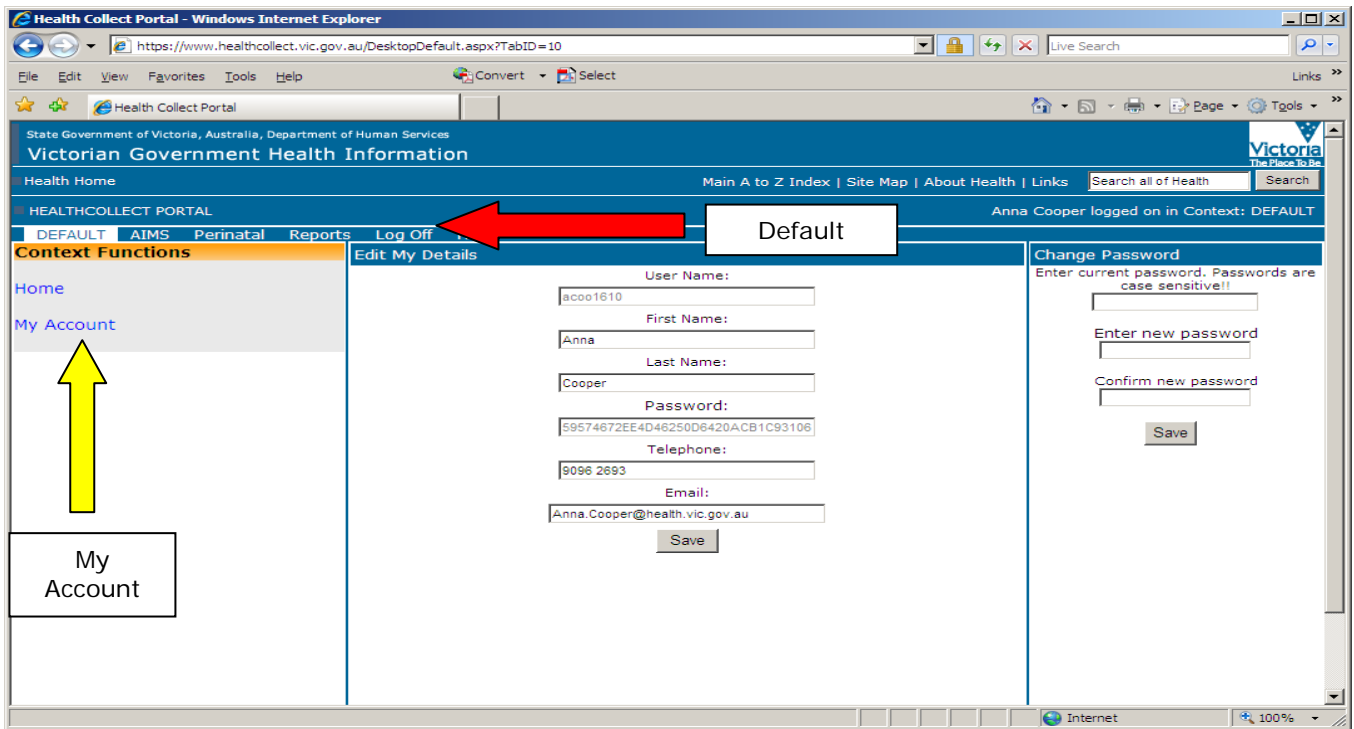 Health Collect Portal - Windows Internet Explorer
https://www.healthcollect.vic.gov.au/DesktopDefault.aspx?TabID=10
Live Search
File Edit View Favorites Tools Help
Convert Select
Links »
Health Collect Portal
Page Tools »
State Government of Victoria, Australia, Department of Human Services
Victorian Government Health Information
Victoria
The Place To Be
Health Home
Main A to Z Index | Site Map | About Health | Links
Search all of Health
Search
HEALTHCOLLECT PORTAL
Anna Cooper logged on in Context: DEFAULT
DEFAULT AIMS Perinatal Reports Log Off
Default
Context Functions
Home
My Account
My
Account
Edit My Details
User Name:
acoo1610
First Name:
Anna
Last Name:
Cooper
Password:
59574672EE4D46250D6420ACB1C93106
Telephone:
9096 2693
Email:
Anna.Cooper@health.vic.gov.au
Save
Change Password
Enter current password. Passwords are
case sensitive!!
Enter new password
Confirm new password
Save
Internet
100%